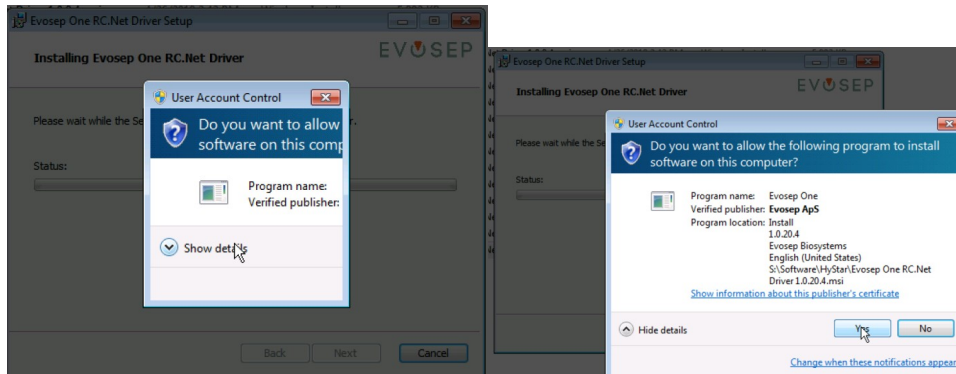 Evosep One RC.Net Driver Setup
Installing Evosep One RC.Net Driver
EVOSEP
Please wait while the Se
r.
Status:
User Account Control
Do you want to allow
software on this comp
Program name:
Verified publisher:
Show details
Back
Next
Cancel
Evosep One RC.Net Driver Setup
Installing Evosep One RC.Net Driver
EVOSEP
Please wait while the Se
Status:
User Account Control
Do you want to allow the following program to install
software on this computer?
Program name: Evosep One
Verified publisher: Evosep ApS
Program location: Install
1.0.20.4
Evosep Biosystems
English (United States)
S:\Software\HyStar\Evosep One RC.Net
Driver 1.0.20.4.msi
Show information about this publisher's certificate
Hide details
Yes
No
Change when these notifications appear